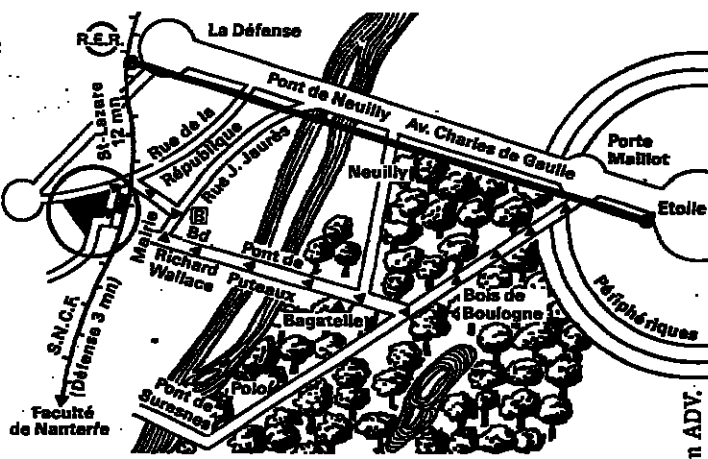 R.E.R.
La Défense
St-Lazare
12 mn
Rue de la
République
Rue J. Jaurès
Pont de Neuilly
Av. Charles de Gaulle
Neuilly
Porte
Maillot
Etoile
Périphériques
Mairie
B
Bd
Richard
Wallace
Pont de
Puteaux
Bagatelle
Bois de
Boulogne
S.N.C.F.
(Défense 3 mn)
Faculté
de Nanterre
Pont de
Suresnes
Polo
m ADV.